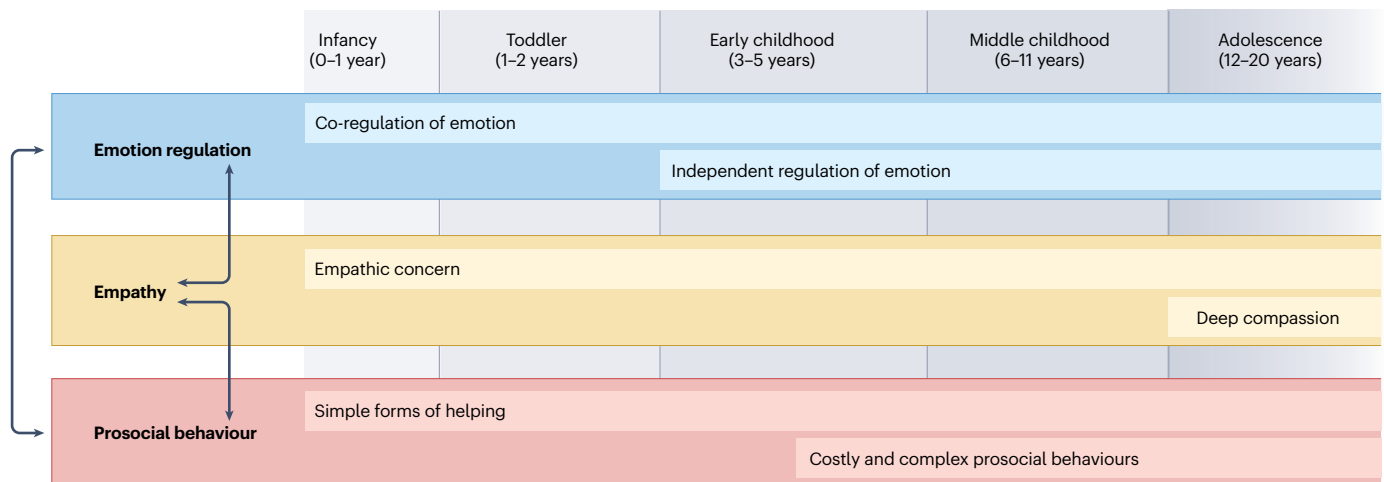 Infancy
(0–1 year)
Toddler
(1–2 years)
Early childhood
(3–5 years)
Middle childhood
(6–11 years)
Adolescence
(12–20 years)
Emotion regulation
Co-regulation of emotion
Independent regulation of emotion
Empathy
Empathic concern
Deep compassion
Prosocial behaviour
Simple forms of helping
Costly and complex prosocial behaviours